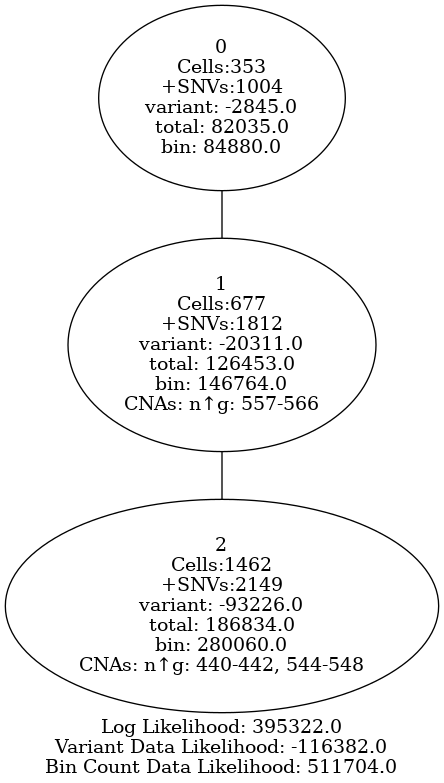 0
Cells:353
+SNVs:1004
variant: -2845.0
total: 82035.0
bin: 84880.0
1
Cells:677
+SNVs:1812
variant: -20311.0
total: 126453.0
bin: 146764.0
CNAs: n↑g: 557-566
2
Cells:1462
+SNVs:2149
variant: -93226.0
total: 186834.0
bin: 280060.0
CNAs: n↑g: 440-442, 544-548
Log Likelihood: 395322.0
Variant Data Likelihood: -116382.0
Bin Count Data Likelihood: 511704.0